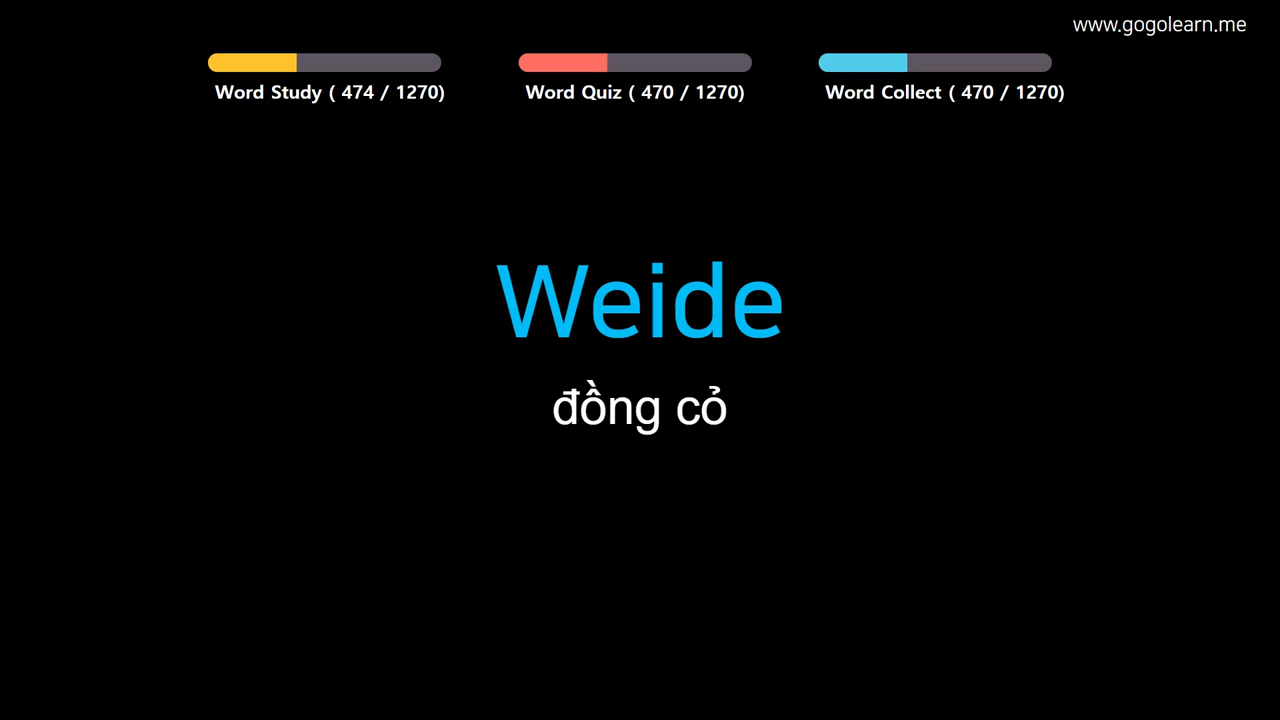 www.gogolearn.me
Word Study ( 474 / 1270)
Word Quiz ( 470 / 1270)
Word Collect ( 470 / 1270)
Weide
đồng cỏ